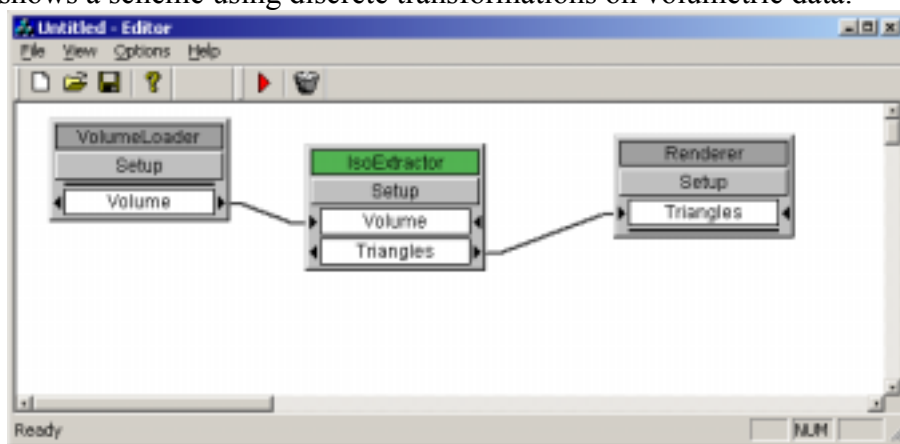 shows a scheme using discrete transformations on volumetric data.
Untitled - Editor
File View Options Help
VolumeLoader
Setup
Volume
IsoExtractor
Setup
Volume
Triangles
Renderer
Setup
Triangles
Ready
NUM